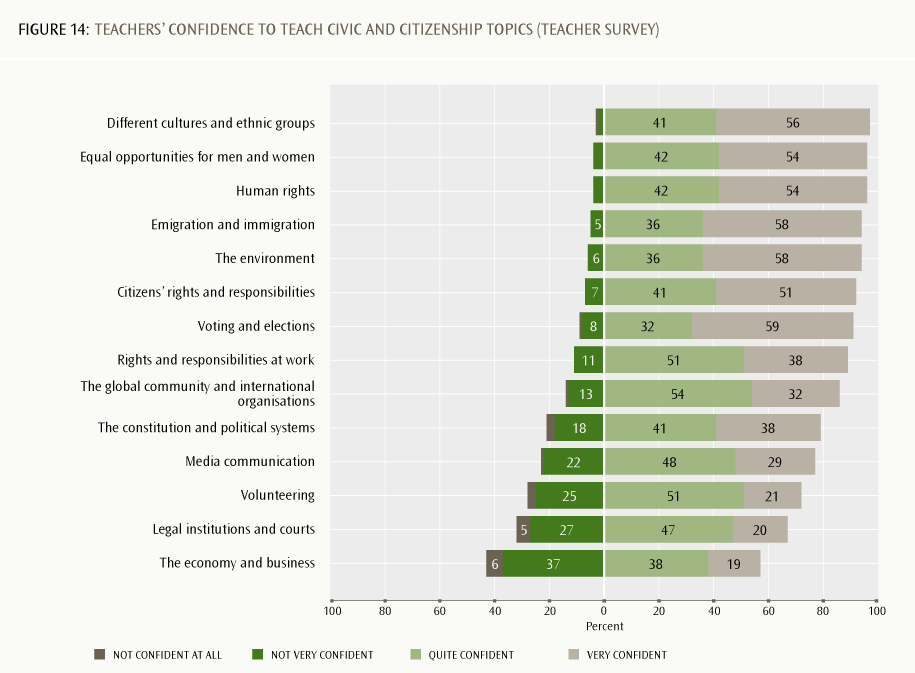 FIGURE 14: TEACHERS' CONFIDENCE TO TEACH CIVIC AND CITIZENSHIP TOPICS (TEACHER SURVEY)
Different cultures and ethnic groups 41 56
Equal opportunities for men and women 42 54
Human rights 42 54
Emigration and immigration 5 36 58
The environment 6 36 58
Citizens' rights and responsibilities 7 41 51
Voting and elections 8 32 59
Rights and responsibilities at work 11 51 38
The global community and international
organisations 13 54 32
The constitution and political systems 18 41 38
Media communication 22 48 29
Volunteering 25 51 21
Legal institutions and courts 5 27 47 20
The economy and business 6 37 38 19
100 80 60 40 20 0 20 40 60 80 100
Percent
NOT CONFIDENT AT ALL NOT VERY CONFIDENT QUITE CONFIDENT VERY CONFIDENT